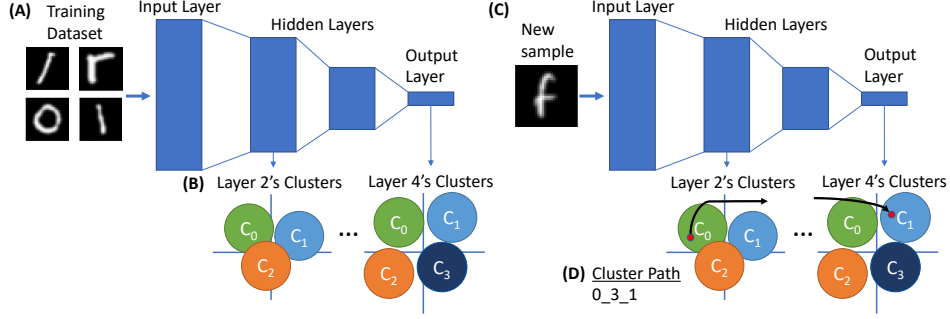 (A)
Training
Dataset
Input Layer
Hidden Layers
Output
Layer
(B)
Layer 2's Clusters
C0
C1
C2
...
Layer 4's Clusters
C0
C1
C2
C3
(C)
New
sample
f
Input Layer
Hidden Layers
Output
Layer
Layer 2's Clusters
C0
C1
C2
...
Layer 4's Clusters
C0
C1
C2
C3
(D) Cluster Path
0_3_1